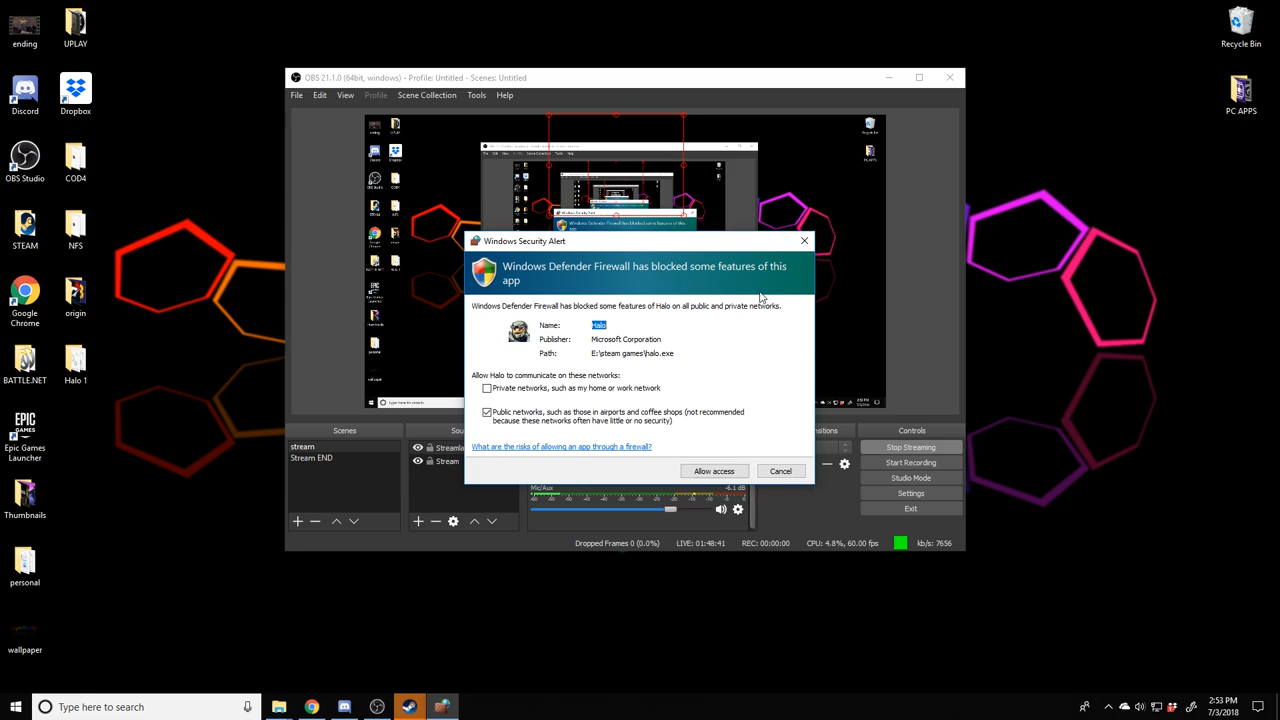 ending
UPLAY
Recycle Bin
Discord
Dropbox
PC APPS
OBS Studio
COD4
STEAM
NFS
Google
Chrome
origin
BATTLE.NET
Halo 1
Epic Games
Launcher
Thumbnails
personal
wallpaper
OBS 21.1.0 (64bit, windows) - Profile: Untitled - Scenes: Untitled
File Edit View Profile Scene Collection Tools Help
Windows Security Alert
Windows Defender Firewall has blocked some features of this
app
Windows Defender Firewall has blocked some features of Halo on all public and private networks.
Name: Halo
Publisher: Microsoft Corporation
Path: E:\steam games\halo.exe
Allow Halo to communicate on these networks:
Private networks, such as my home or work network
Public networks, such as those in airports and coffee shops (not recommended
because these networks often have little or no security)
What are the risks of allowing an app through a firewall?
Allow access Cancel
Scenes
stream
Stream END
Sou
Streamla
Stream
Mic/Aux -6.1 dB
sitions
Controls
Stop Streaming
Start Recording
Studio Mode
Settings
Exit
Dropped Frames 0 (0.0%) LIVE: 01:48:41 REC: 00:00:00 CPU: 4.8%, 60.00 fps kb/s: 7656
Type here to search
2:53 PM
7/3/2018